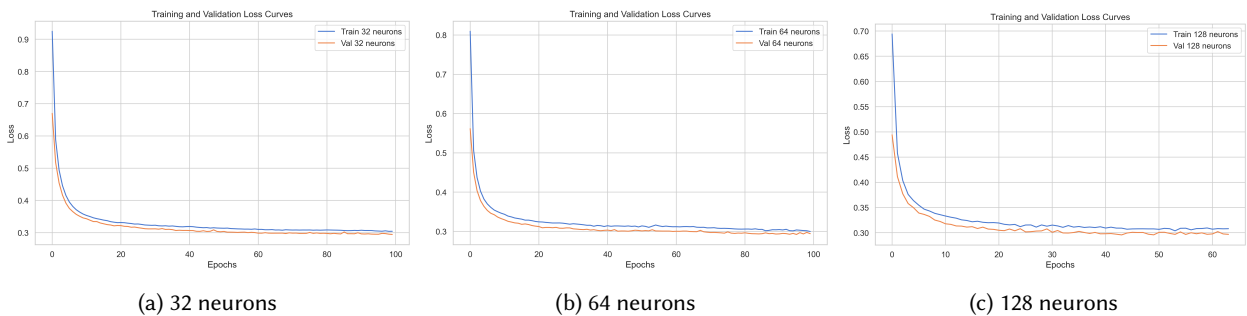 Training and Validation Loss Curves
Train 32 neurons
Val 32 neurons
0.9
0.8
0.7
0.6
0.5
0.4
0.3
Loss
0
20
40
60
80
100
Epochs
(a) 32 neurons
Training and Validation Loss Curves
Train 64 neurons
Val 64 neurons
0.8
0.7
0.6
0.5
0.4
0.3
Loss
0
20
40
60
80
100
Epochs
(b) 64 neurons
Training and Validation Loss Curves
Train 128 neurons
Val 128 neurons
0.70
0.65
0.60
0.55
0.50
0.45
0.40
0.35
0.30
Loss
0
10
20
30
40
50
60
Epochs
(c) 128 neurons